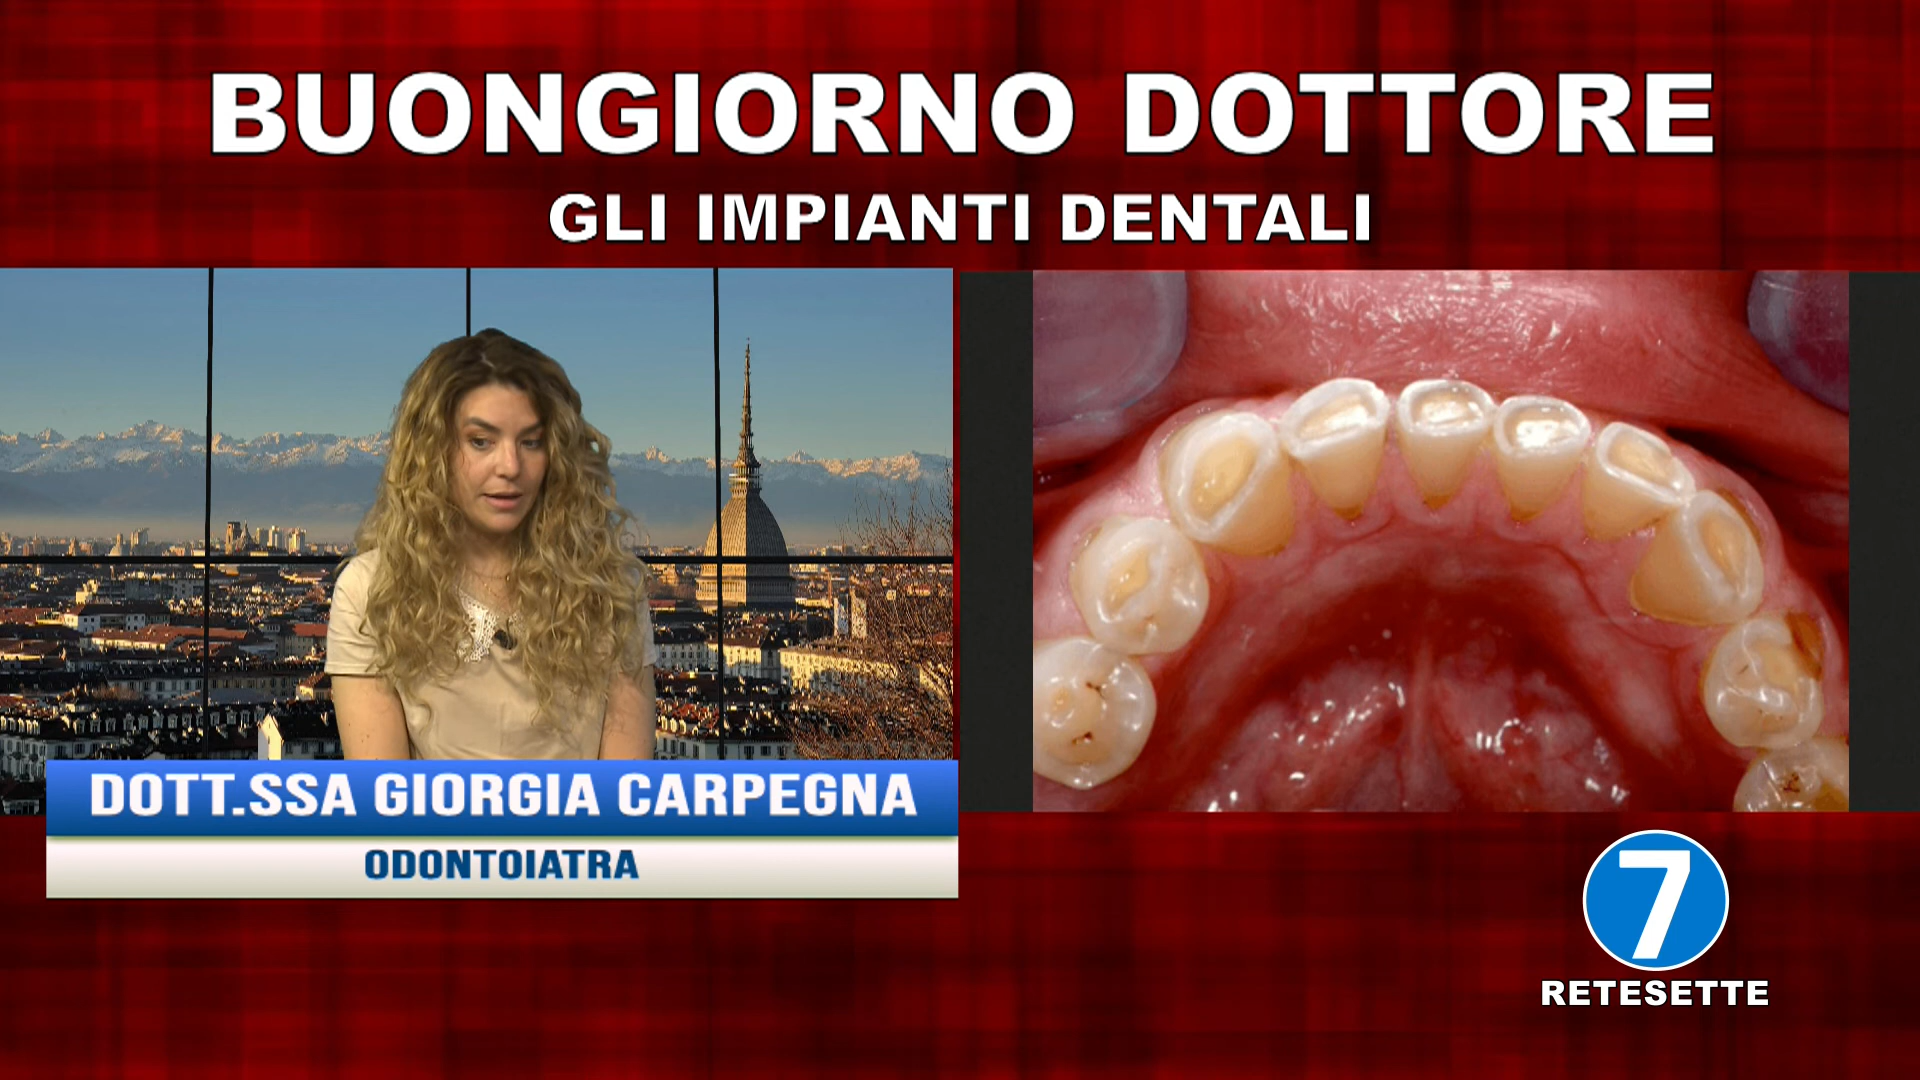 BUONGIORNO DOTTORE
GLI IMPIANTI DENTALI
DOTT.SSA GIORGIA CARPEGNA
ODONTOIATRA
7
RETESETTE